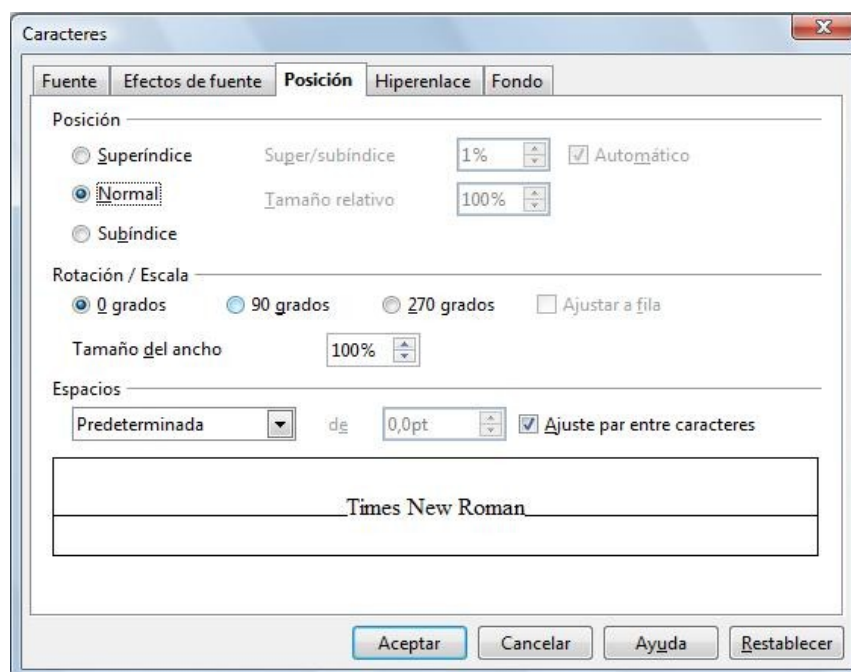 Caracteres
Fuente Efectos de fuente Posición Hiperenlace Fondo
Posición
Superíndice Super/subíndice 1% Automático
Normal Tamaño relativo 100%
Subíndice
Rotación / Escala
0 grados 90 grados 270 grados Ajustar a fila
Tamaño del ancho 100%
Espacios
Predeterminada de 0,0pt Ajuste par entre caracteres
Times New Roman
Aceptar Cancelar Ayuda Restablecer